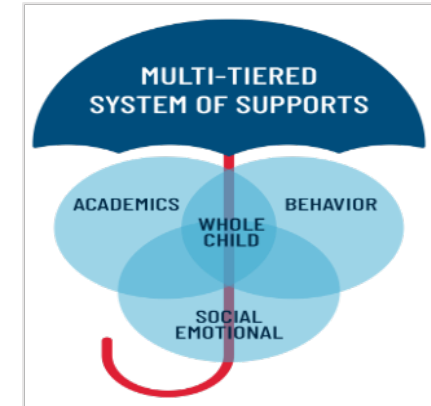 MULTI-TIERED
SYSTEM OF SUPPORTS
ACADEMICS
BEHAVIOR
WHOLE
CHILD
SOCIAL
EMOTIONAL